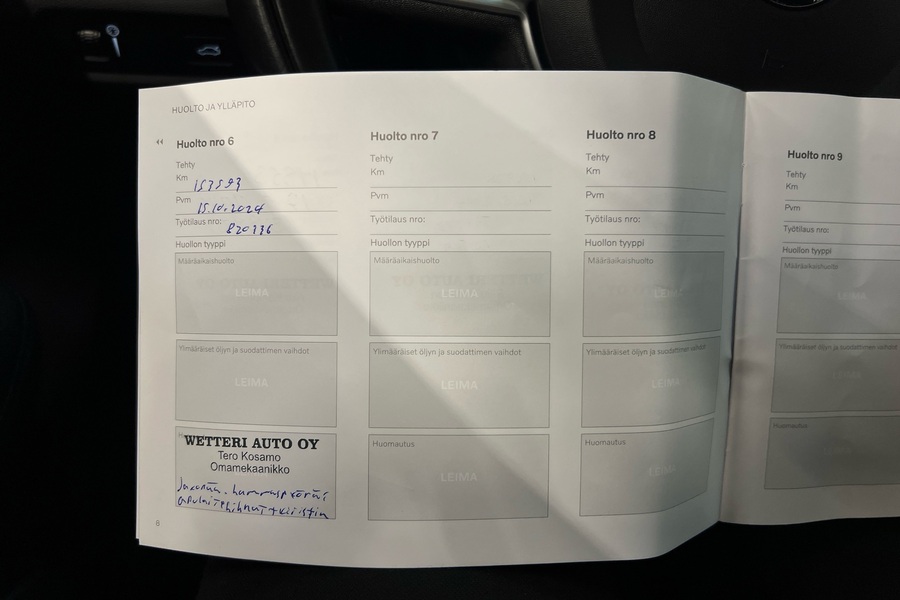 HUOLTO JA YLLÄPITO
Huolto nro 6
Tehty
Km 157593
Pvm 15.10.2024
Työtilaus nro: 820736
Huollon tyyppi
Määräaikaishuolto
LEIMA
Ylimääräiset öljyn ja suodattimen vaihdot
LEIMA
WETTERI AUTO OY
Tero Kosamo
Omamekaanikko
8
Huolto nro 7
Tehty
Km
Pvm
Työtilaus nro:
Huollon tyyppi
Määräaikaishuolto
LEIMA
Ylimääräiset öljyn ja suodattimen vaihdot
LEIMA
Huomautus
LEIMA
Huolto nro 8
Tehty
Km
Pvm
Työtilaus nro:
Huollon tyyppi
Määräaikaishuolto
LEIMA
Ylimääräiset öljyn ja suodattimen vaihdot
LEIMA
Huomautus
LEIMA
Huolto nro 9
Tehty
Km
Pvm
Työtilaus nro:
Huollon tyyppi
Määräaikaishuolto
LEIMA
Ylimääräiset öljyn ja suodattimen vaihdot
LEIMA
Huomautus